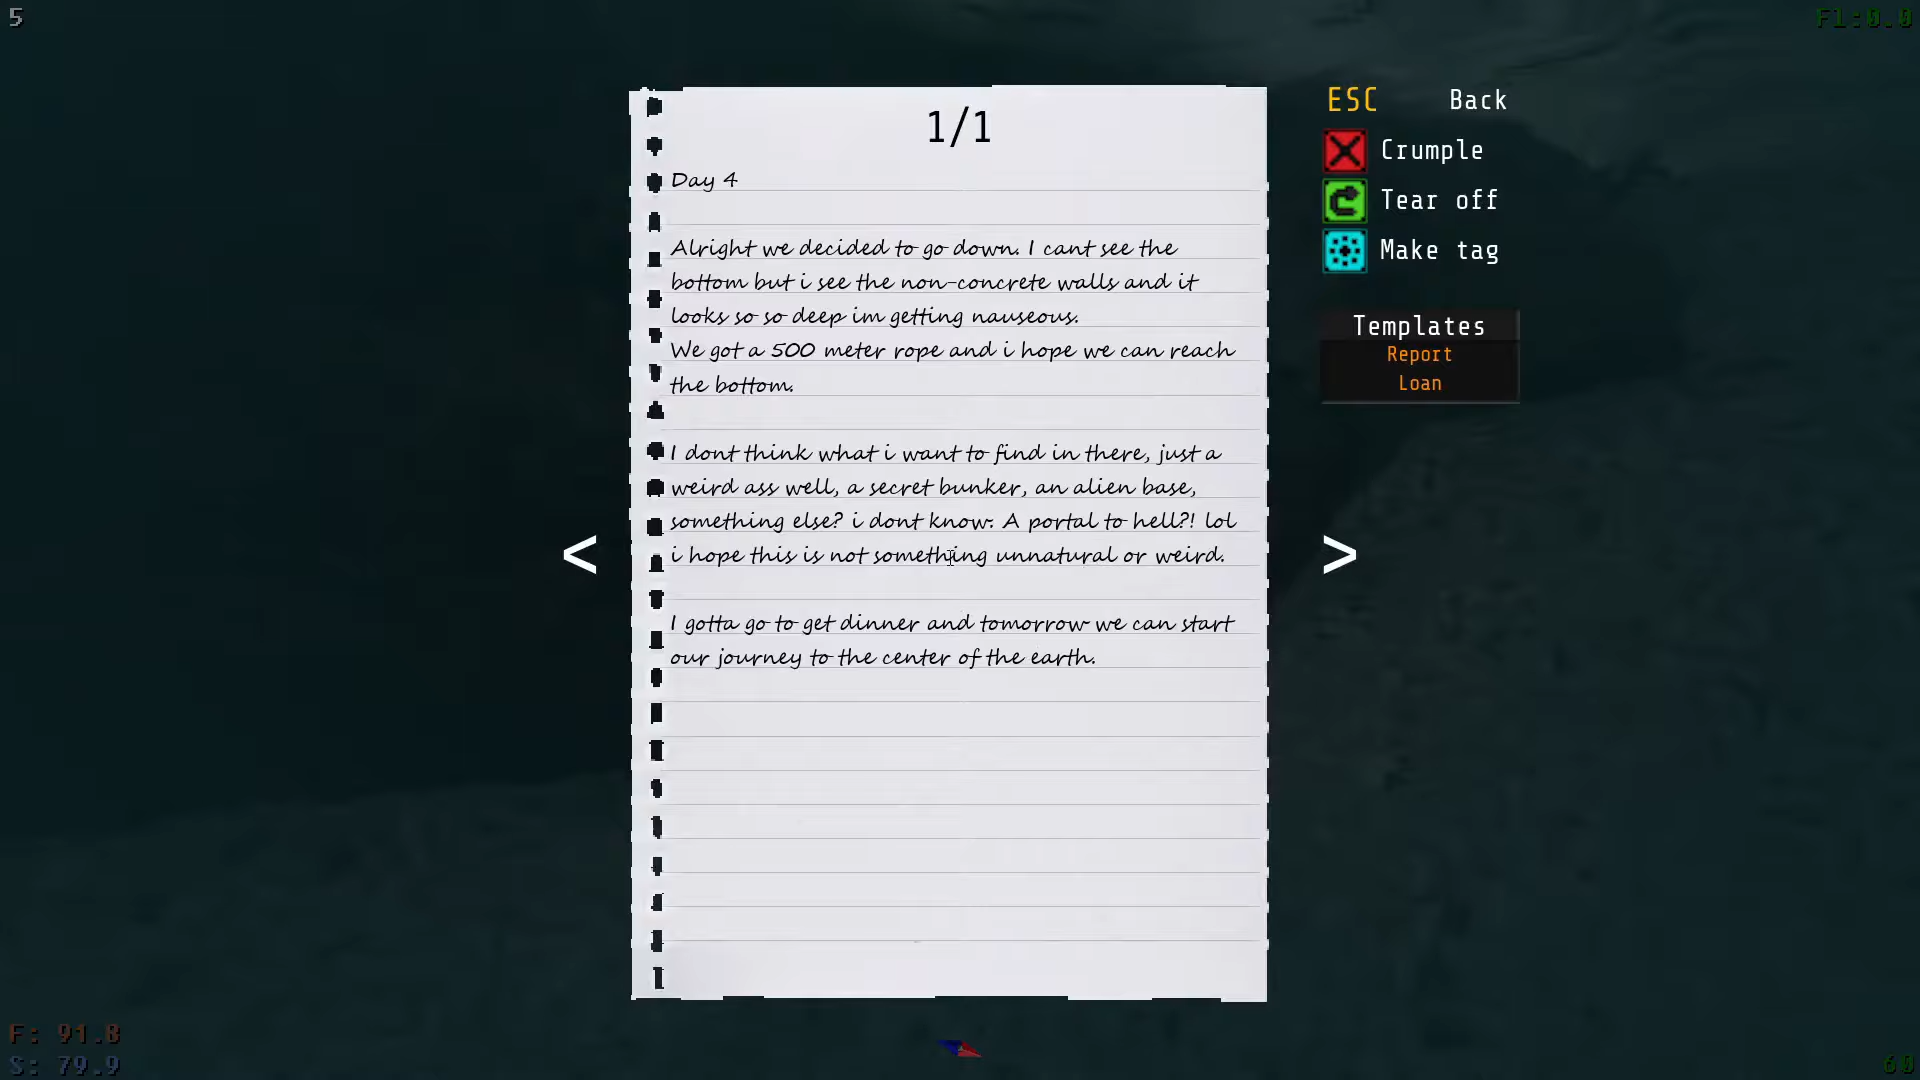 5
F1:0.0
1/1
ESC Back
Crumple
Tear off
Make tag
Templates
Report
Loan
Day 4
Alright we decided to go down. I cant see the
bottom but i see the non-concrete walls and it
looks so so deep im getting nauseous.
We got a 500 meter rope and i hope we can reach
the bottom.
I dont think what i want to find in there, just a
weird ass well, a secret bunker, an alien base,
something else? i dont know. A portal to hell?! lol
i hope this is not something unnatural or weird.
I gotta go to get dinner and tomorrow we can start
our journey to the center of the earth.
<
>
F: 91.8
S: 79.9
60